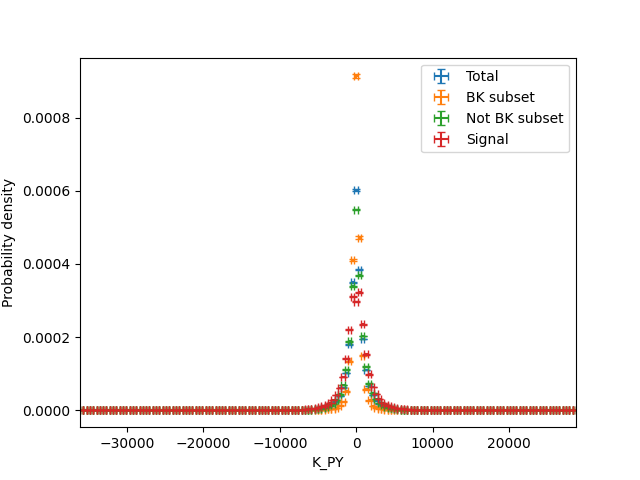 Total
BK subset
Not BK subset
Signal
0.0008
0.0006
0.0004
0.0002
0.0000
Probability density
−30000 −20000 −10000 0 10000 20000
K_PY